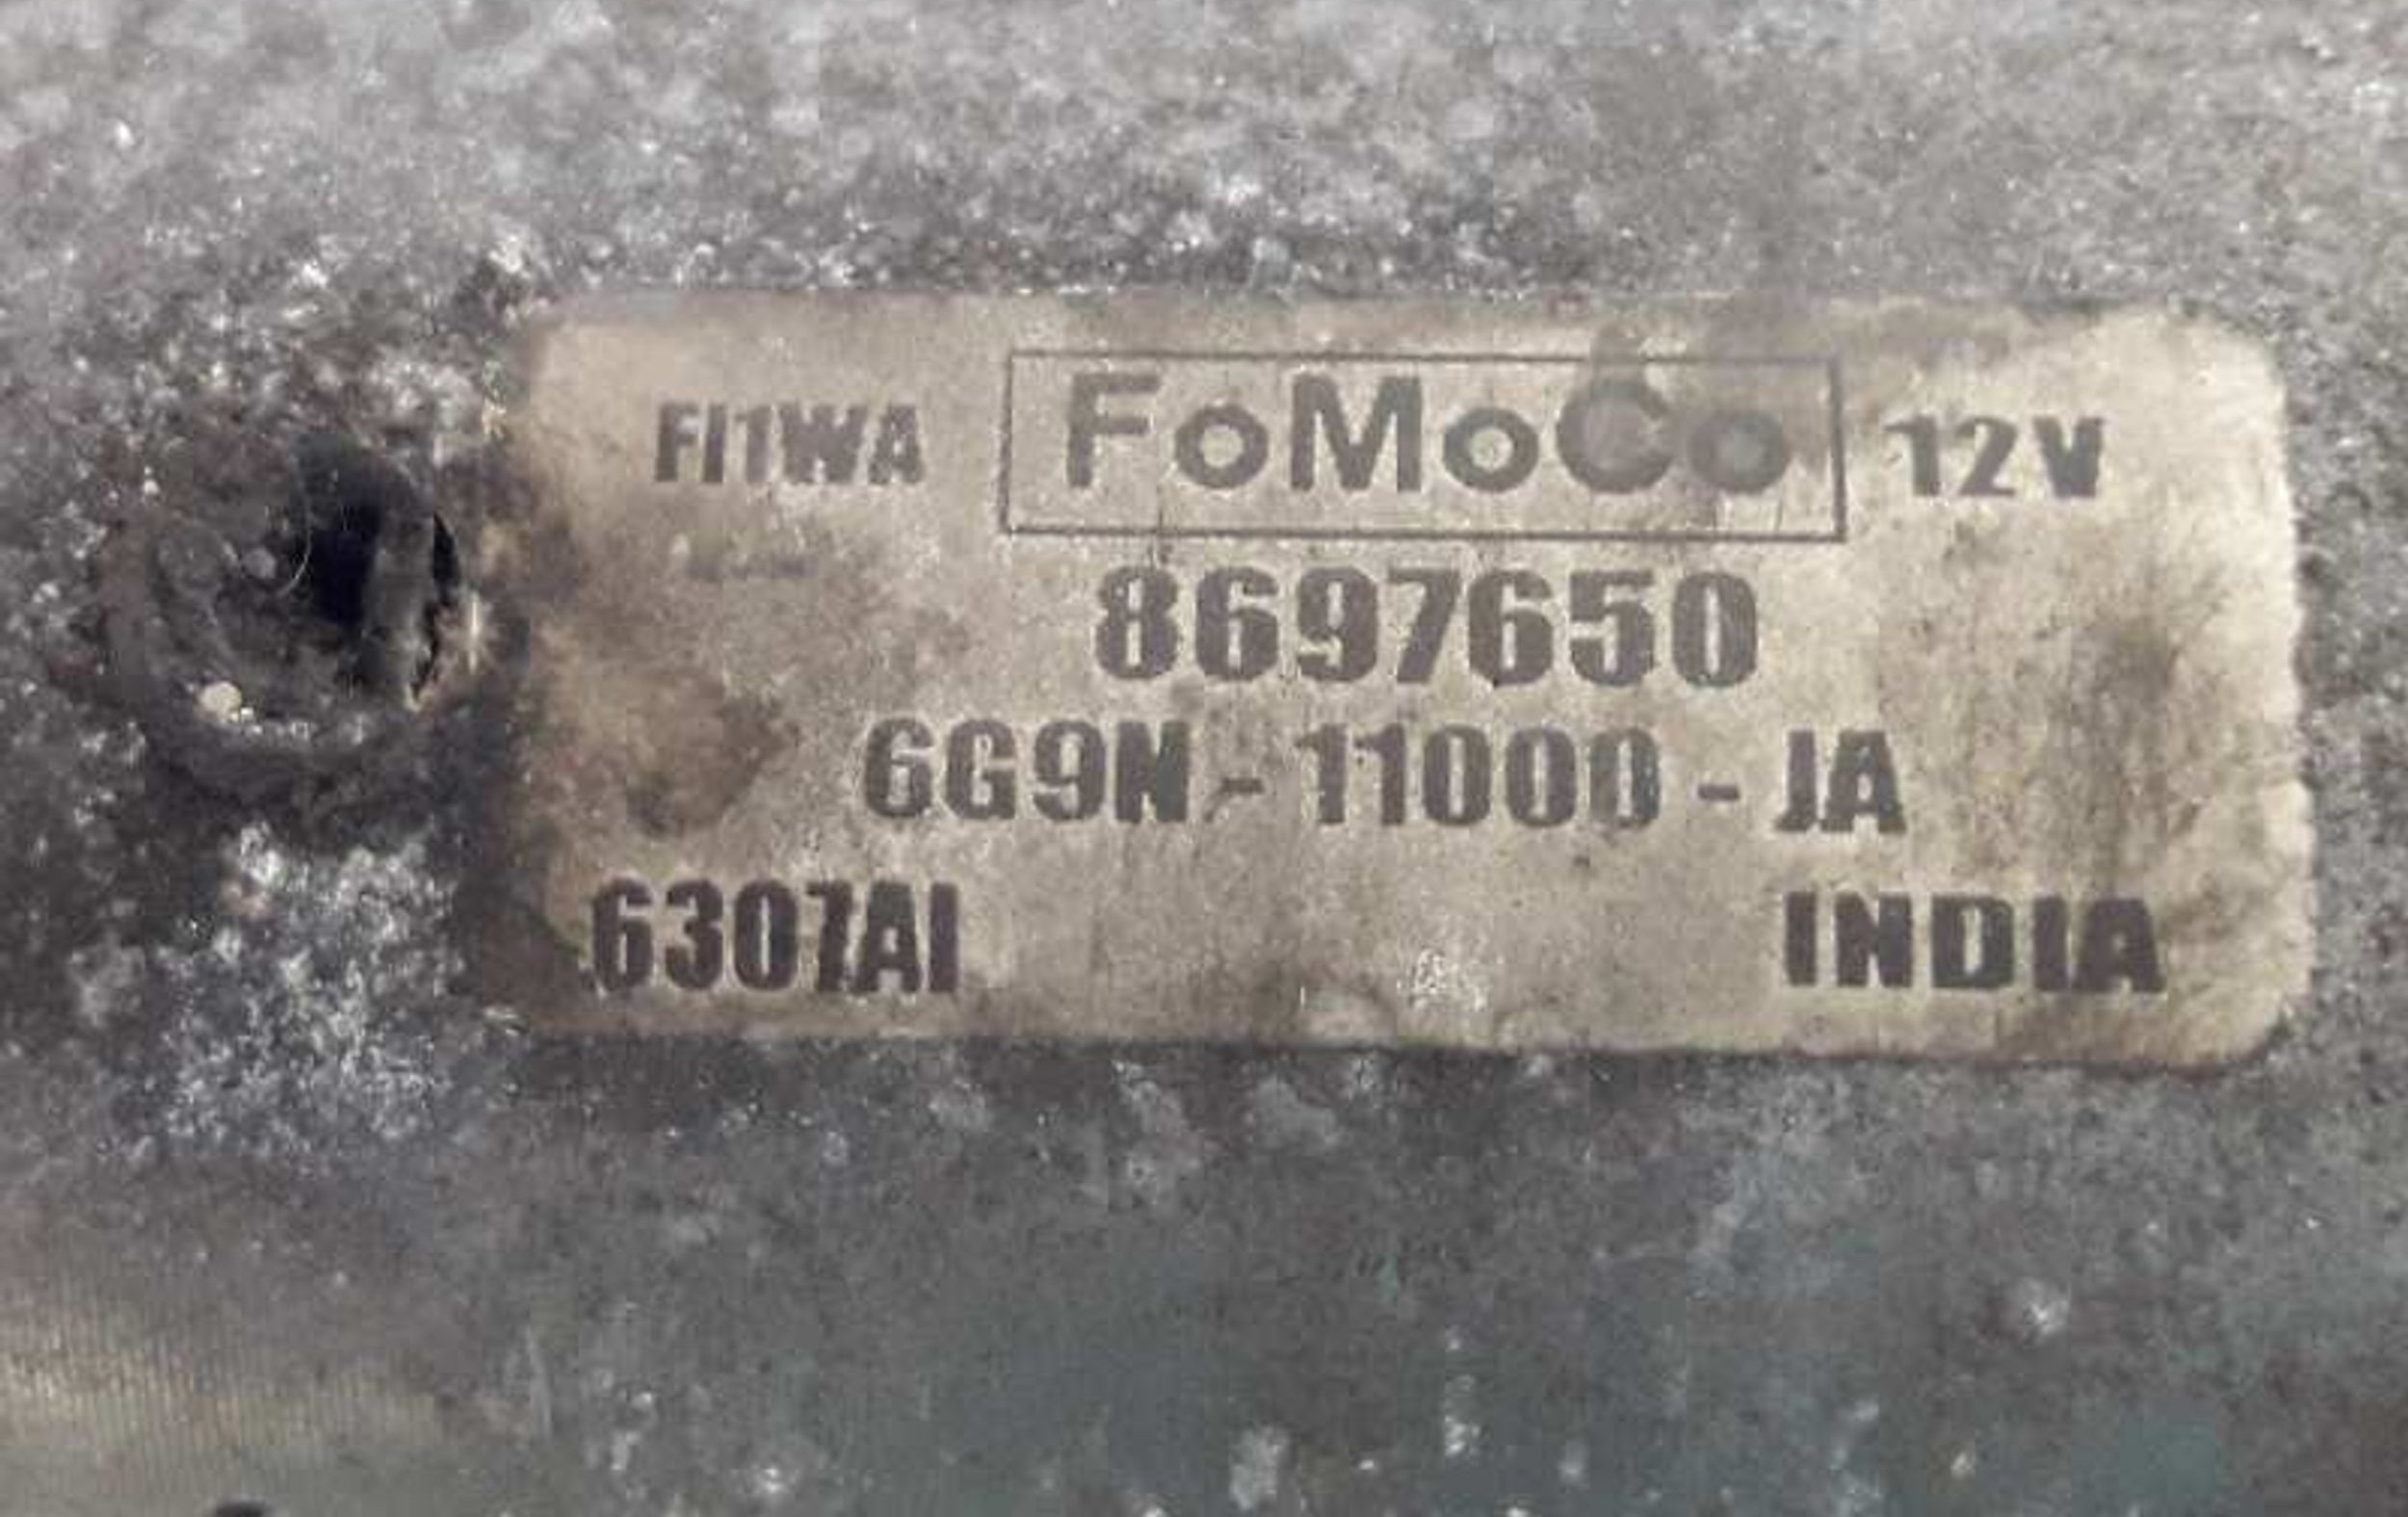 FI1WA FoMoCo 12V
8697650
6G9N - 11000 - JA
6307AI
INDIA